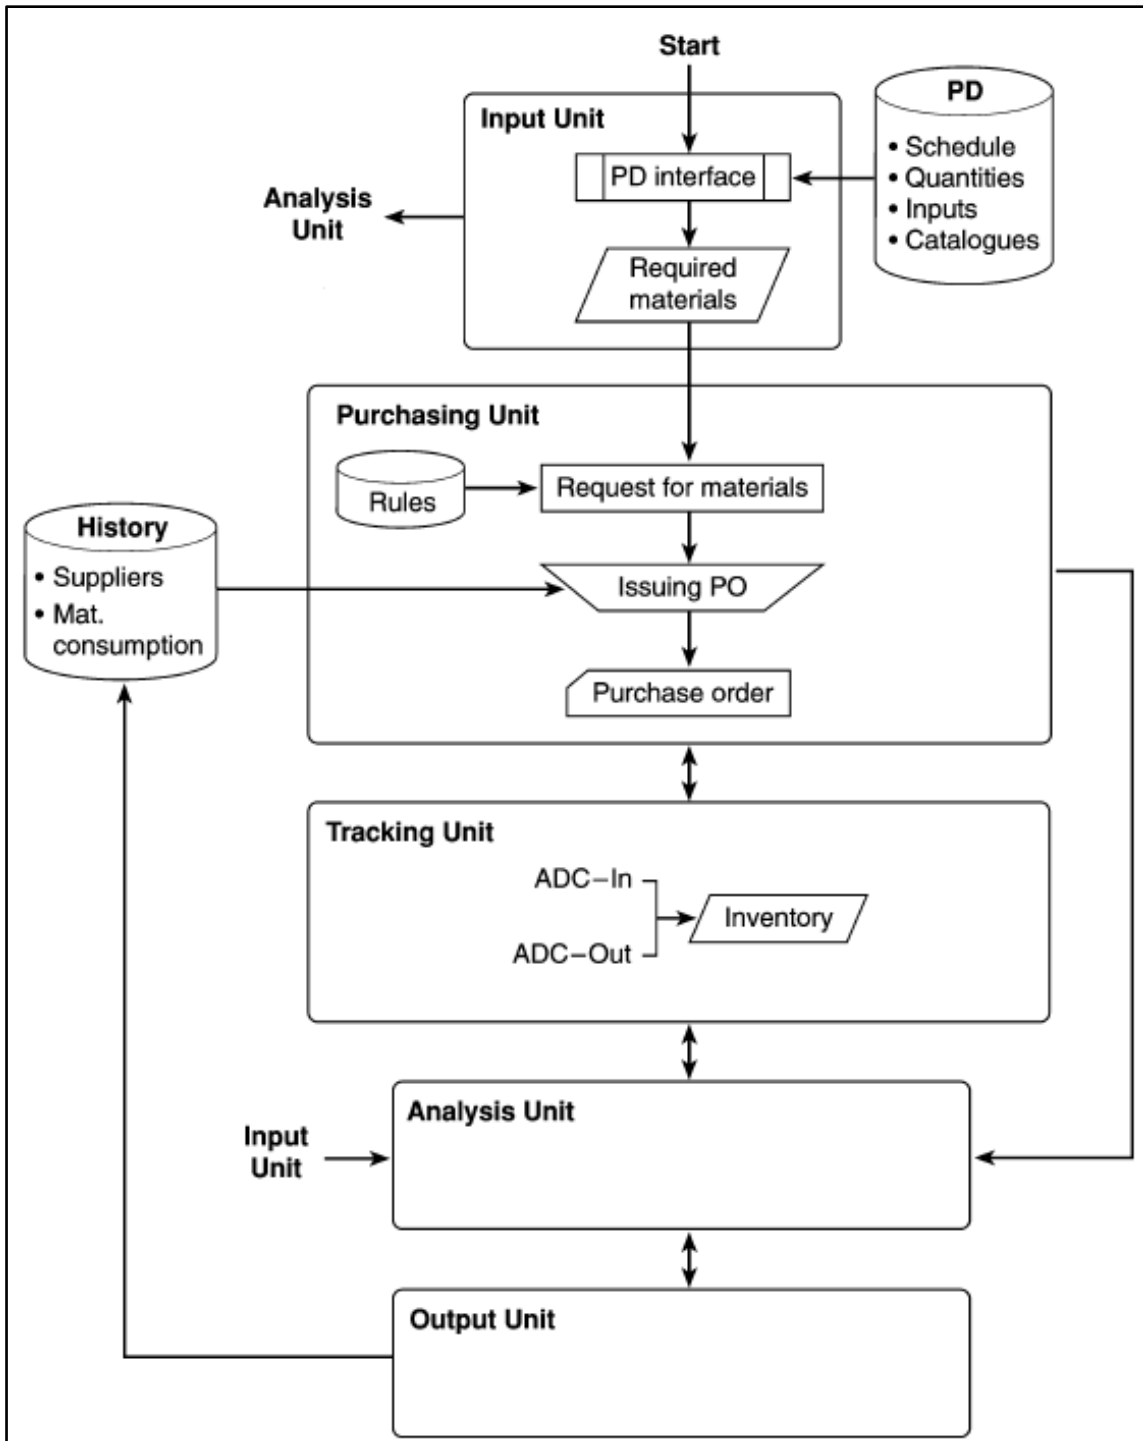 Start
Input Unit
PD
PD interface
• Schedule
• Quantities
• Inputs
• Catalogues
Analysis
Unit
Required
materials
Purchasing Unit
Rules
Request for materials
History
• Suppliers
• Mat.
consumption
Issuing PO
Purchase order
Tracking Unit
ADC–In
ADC–Out
Inventory
Analysis Unit
Input
Unit
Output Unit